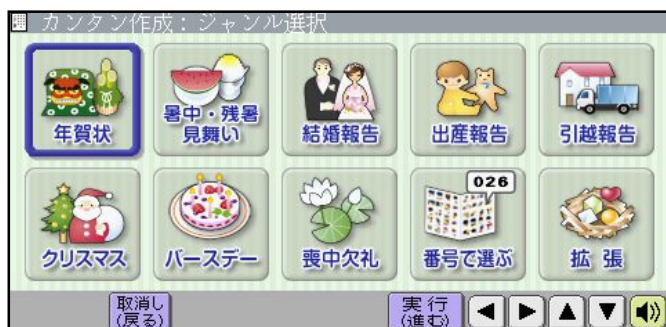 カンタン作成：ジャンル選択
年賀状
暑中・残暑
見舞い
結婚報告
出産報告
引越報告
クリスマス
バースデー
喪中欠礼
026
番号で選ぶ
拡張
取消し
(戻る)
実行
(進む)